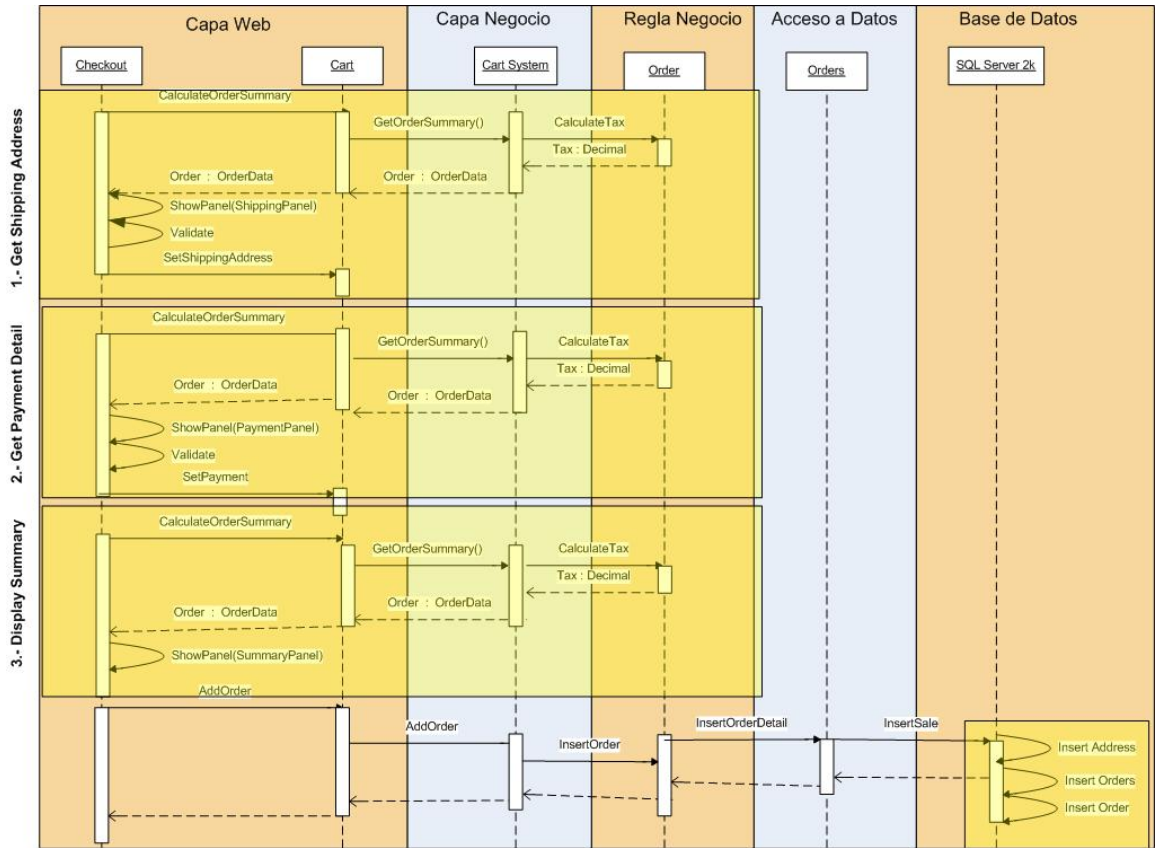 Capa Web
Capa Negocio
Regla Negocio
Acceso a Datos
Base de Datos
Checkout
Cart
Cart System
Order
Orders
SQL Server 2k
1.- Get Shipping Address
CalculateOrderSummary
GetOrderSummary()
CalculateTax
Tax : Decimal
Order : OrderData
Order : OrderData
ShowPanel(ShippingPanel)
Validate
SetShippingAddress
2.- Get Payment Detail
CalculateOrderSummary
GetOrderSummary()
CalculateTax
Tax : Decimal
Order : OrderData
Order : OrderData
ShowPanel(PaymentPanel)
Validate
SetPayment
3.- Display Summary
CalculateOrderSummary
GetOrderSummary()
CalculateTax
Tax : Decimal
Order : OrderData
Order : OrderData
ShowPanel(SummaryPanel)
AddOrder
AddOrder
InsertOrder
InsertOrderDetail
InsertSale
Insert Address
Insert Orders
Insert Order